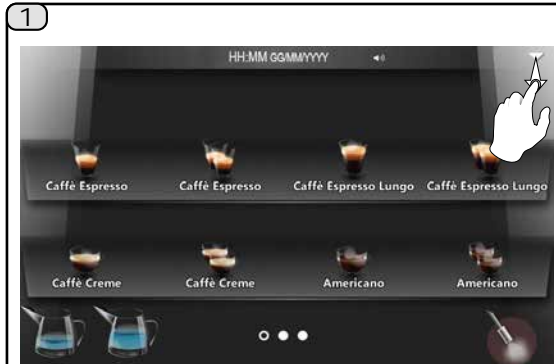 1
HH:MM GG/MM/YYYY
Caffè Espresso Caffè Espresso Caffè Espresso Lungo Caffè Espresso Lungo
Caffè Creme Caffè Creme Americano Americano